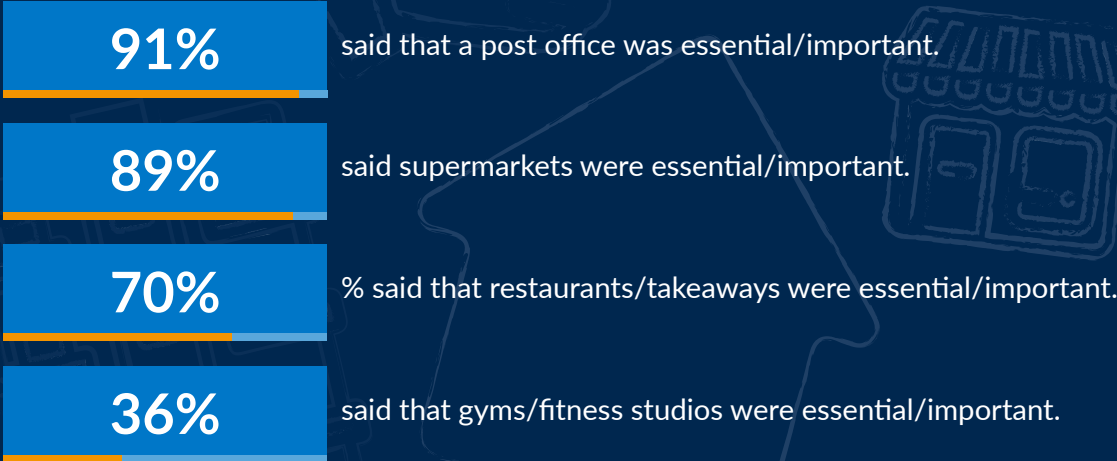 91%
said that a post office was essential/important.
89%
said supermarkets were essential/important.
70%
% said that restaurants/takeaways were essential/important.
36%
said that gyms/fitness studios were essential/important.